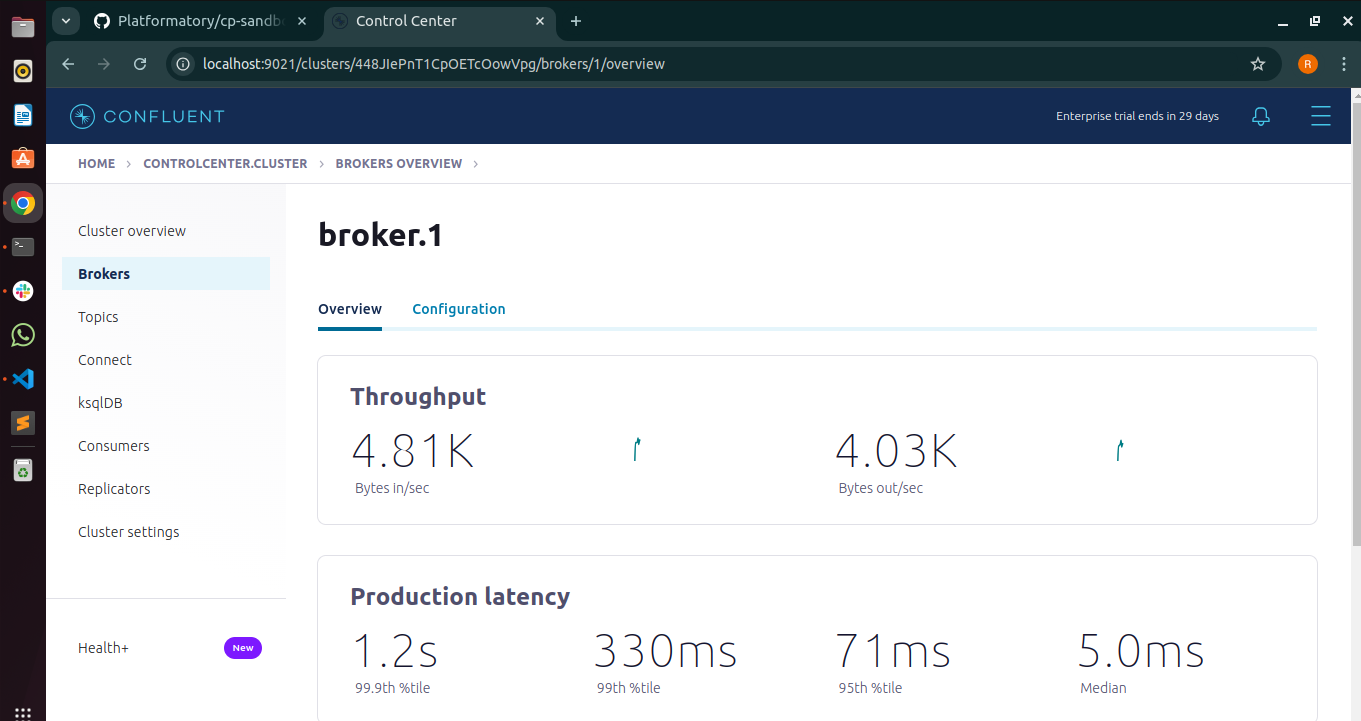 Platformatory/cp-sandb
Control Center
localhost:9021/clusters/448JIePnT1CpOETcOowVpg/brokers/1/overview
R
CONFLUENT
Enterprise trial ends in 29 days
HOME > CONTROLCENTER.CLUSTER > BROKERS OVERVIEW >
Cluster overview
Brokers
Topics
Connect
ksqlDB
Consumers
Replicators
Cluster settings
Health+
New
broker.1
Overview
Configuration
Throughput
4.81K
Bytes in/sec
4.03K
Bytes out/sec
Production latency
1.2s
99.9th %tile
330ms
99th %tile
71ms
95th %tile
5.0ms
Median